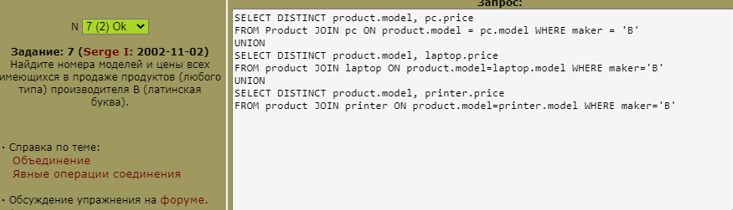 Запрос:
N 7 (2) Ok
Задание: 7 (Serge I: 2002-11-02)
Найдите номера моделей и цены всех
имеющихся в продаже продуктов (любого
типа) производителя B (латинская
буква).
· Справка по теме:
Объединение
Явные операции соединения
· Обсуждение упражнения на форуме.
SELECT DISTINCT product.model, pc.price
FROM Product JOIN pc ON product.model = pc.model WHERE maker = 'B'
UNION
SELECT DISTINCT product.model, laptop.price
FROM product JOIN laptop ON product.model=laptop.model WHERE maker='B'
UNION
SELECT DISTINCT product.model, printer.price
FROM product JOIN printer ON product.model=printer.model WHERE maker='B'